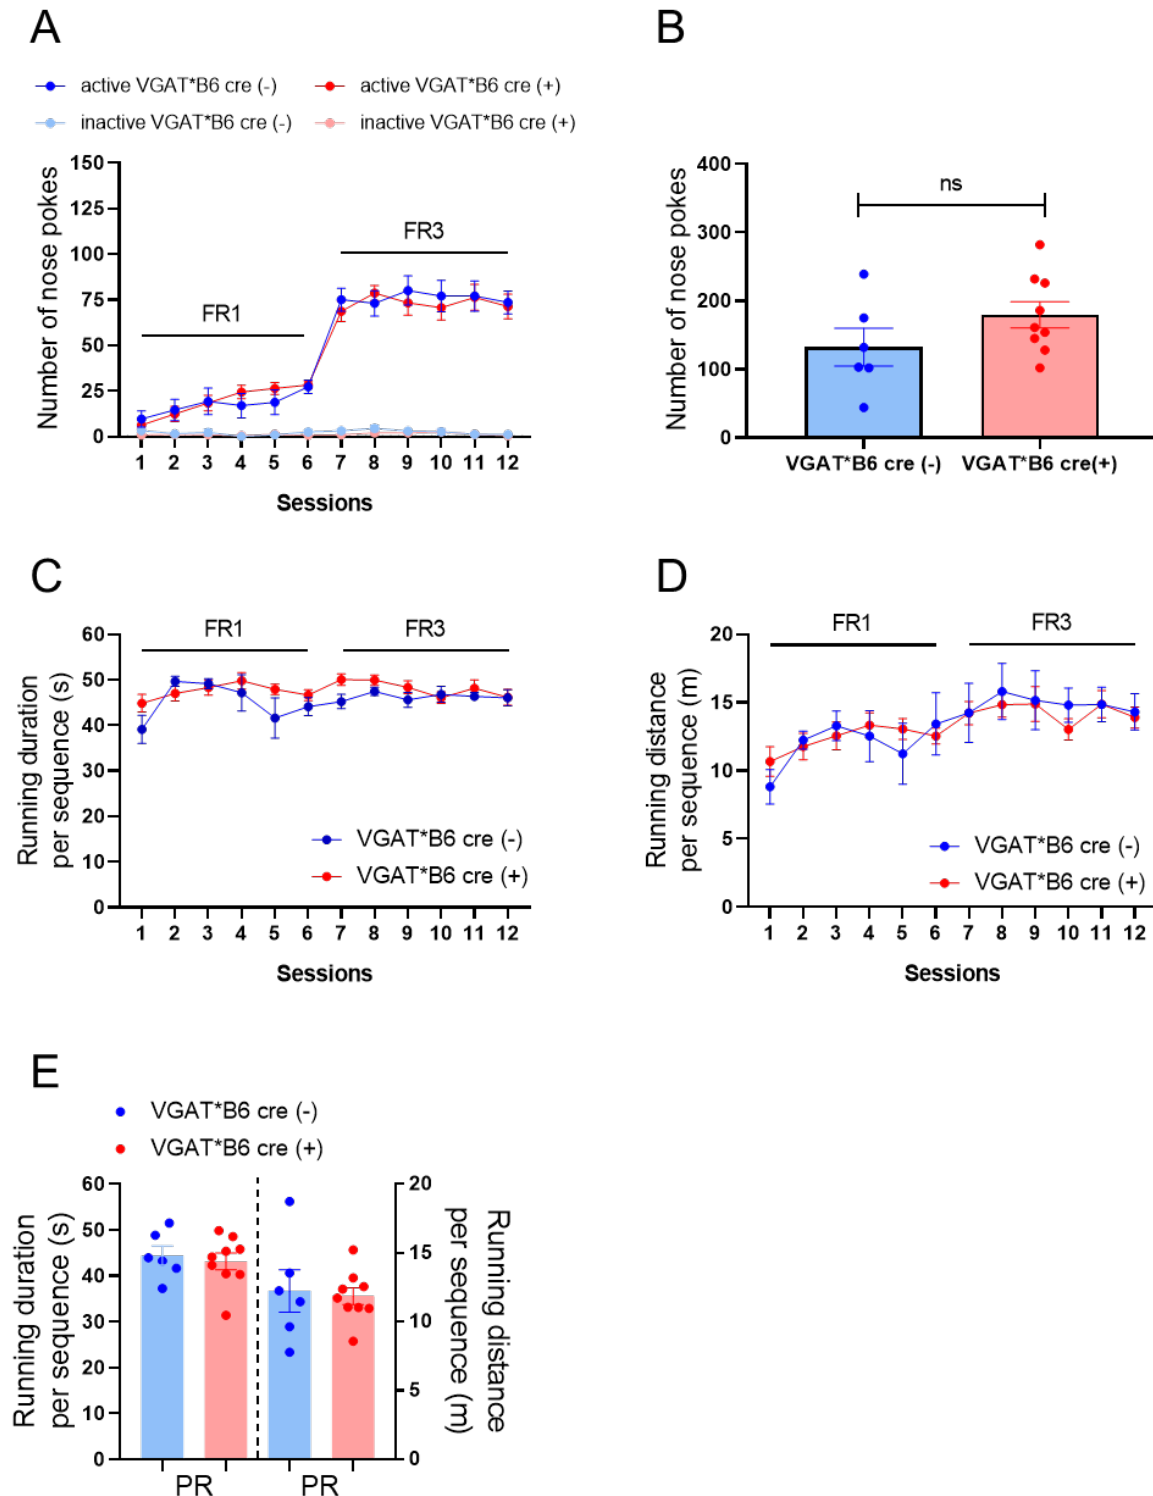 A
active VGAT*B6 cre (-)
active VGAT*B6 cre (+)
inactive VGAT*B6 cre (-)
inactive VGAT*B6 cre (+)
Number of nose pokes
150
125
100
75
50
25
0
FR1
FR3
1 2 3 4 5 6 7 8 9 10 11 12
Sessions
B
Number of nose pokes
400
300
200
100
0
ns
VGAT*B6 cre (-)
VGAT*B6 cre(+)
C
Running duration
per sequence (s)
60
50
40
30
20
10
0
FR1
FR3
VGAT*B6 cre (-)
VGAT*B6 cre (+)
1 2 3 4 5 6 7 8 9 10 11 12
Sessions
D
Running distance
per sequence (m)
20
15
10
5
0
FR1
FR3
VGAT*B6 cre (-)
VGAT*B6 cre (+)
1 2 3 4 5 6 7 8 9 10 11 12
Sessions
E
VGAT*B6 cre (-)
VGAT*B6 cre (+)
Running duration
per sequence (s)
60
50
40
30
20
10
0
PR
PR
20
15
10
5
0
Running distance
per sequence (m)